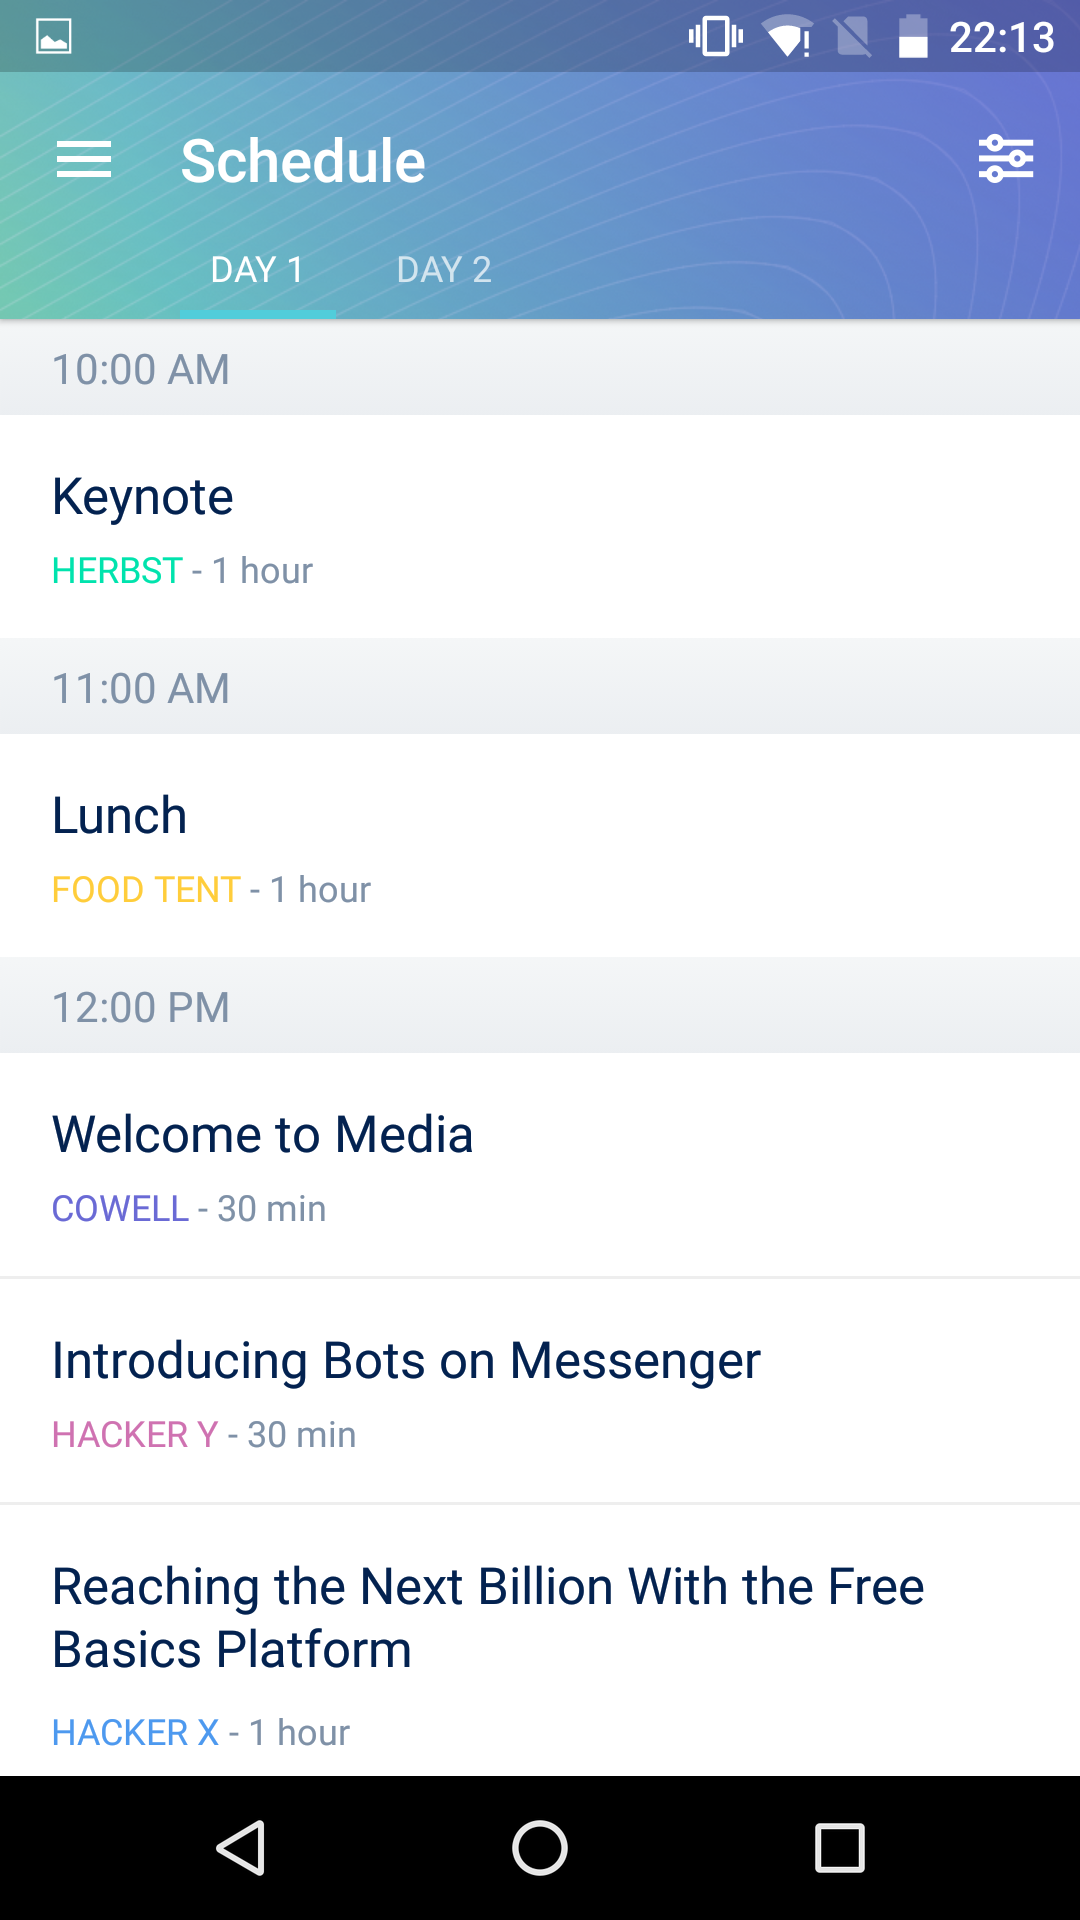 22:13
Schedule
DAY 1 DAY 2
10:00 AM
Keynote
HERBST - 1 hour
11:00 AM
Lunch
FOOD TENT - 1 hour
12:00 PM
Welcome to Media
COWELL - 30 min
Introducing Bots on Messenger
HACKER Y - 30 min
Reaching the Next Billion With the Free
Basics Platform
HACKER X - 1 hour